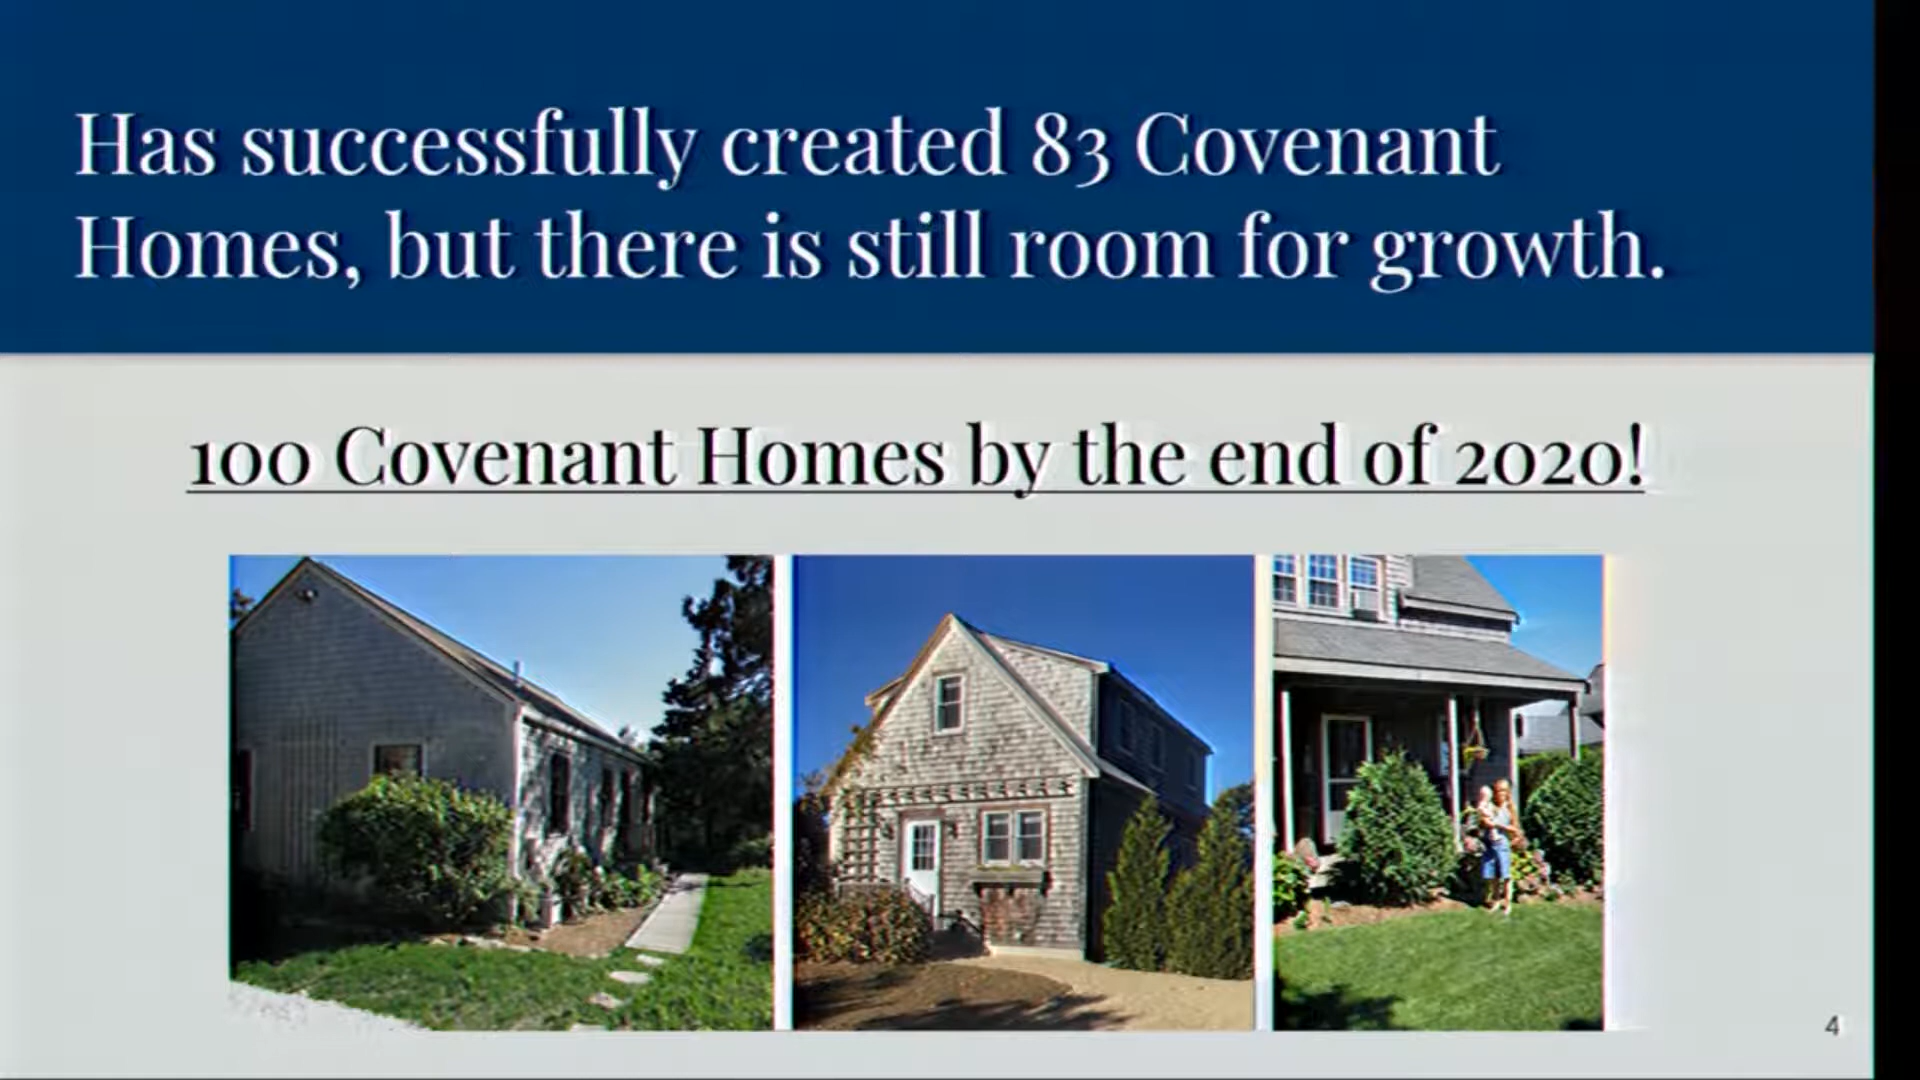 Has successfully created 83 Covenant
Homes, but there is still room for growth.
100 Covenant Homes by the end of 2020!
4